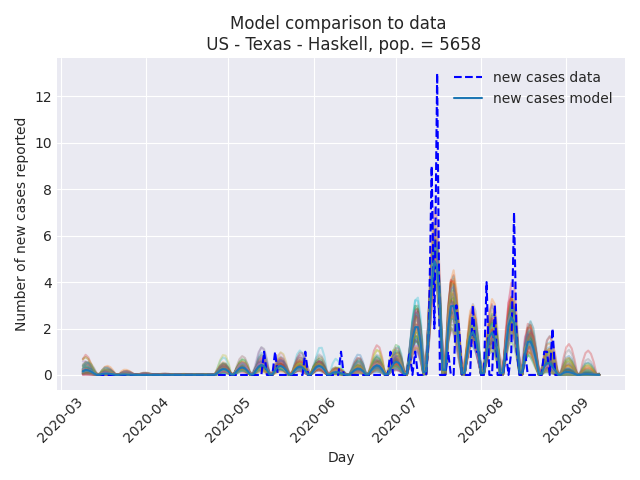 Model comparison to data
US - Texas - Haskell, pop. = 5658
new cases data
new cases model
Number of new cases reported
12
10
8
6
4
2
0
2020-03
2020-04
2020-05
2020-06
2020-07
2020-08
2020-09
Day